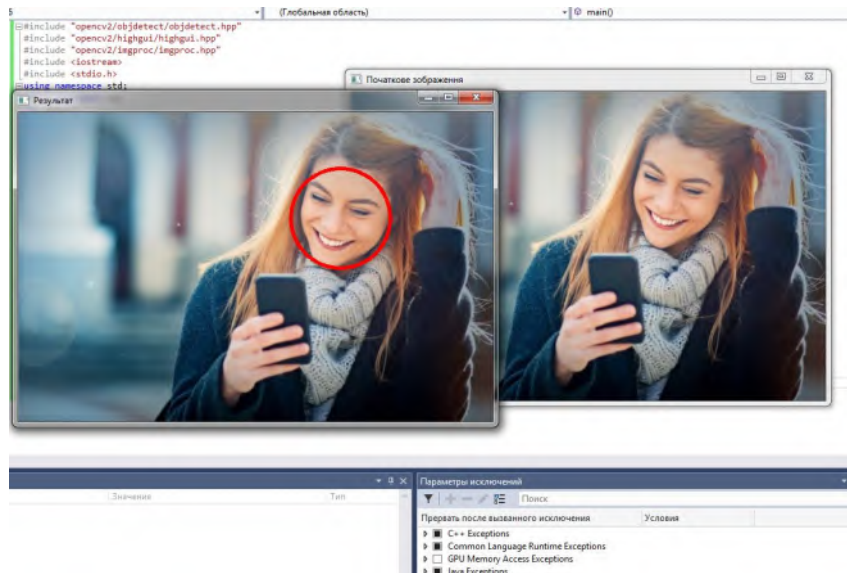 (Глобальная область)
main()
#include "opencv2/objdetect/objdetect.hpp"
#include "opencv2/highgui/highgui.hpp"
#include "opencv2/imgproc/imgproc.hpp"
#include <iostream>
#include <stdio.h>
using namespace std;
Початкове зображення
Результат
Параметры исключений
Значение
Тип
Поиск
Прервать после вызванного исключения
Условия
C++ Exceptions
Common Language Runtime Exceptions
GPU Memory Access Exceptions
Java Exceptions